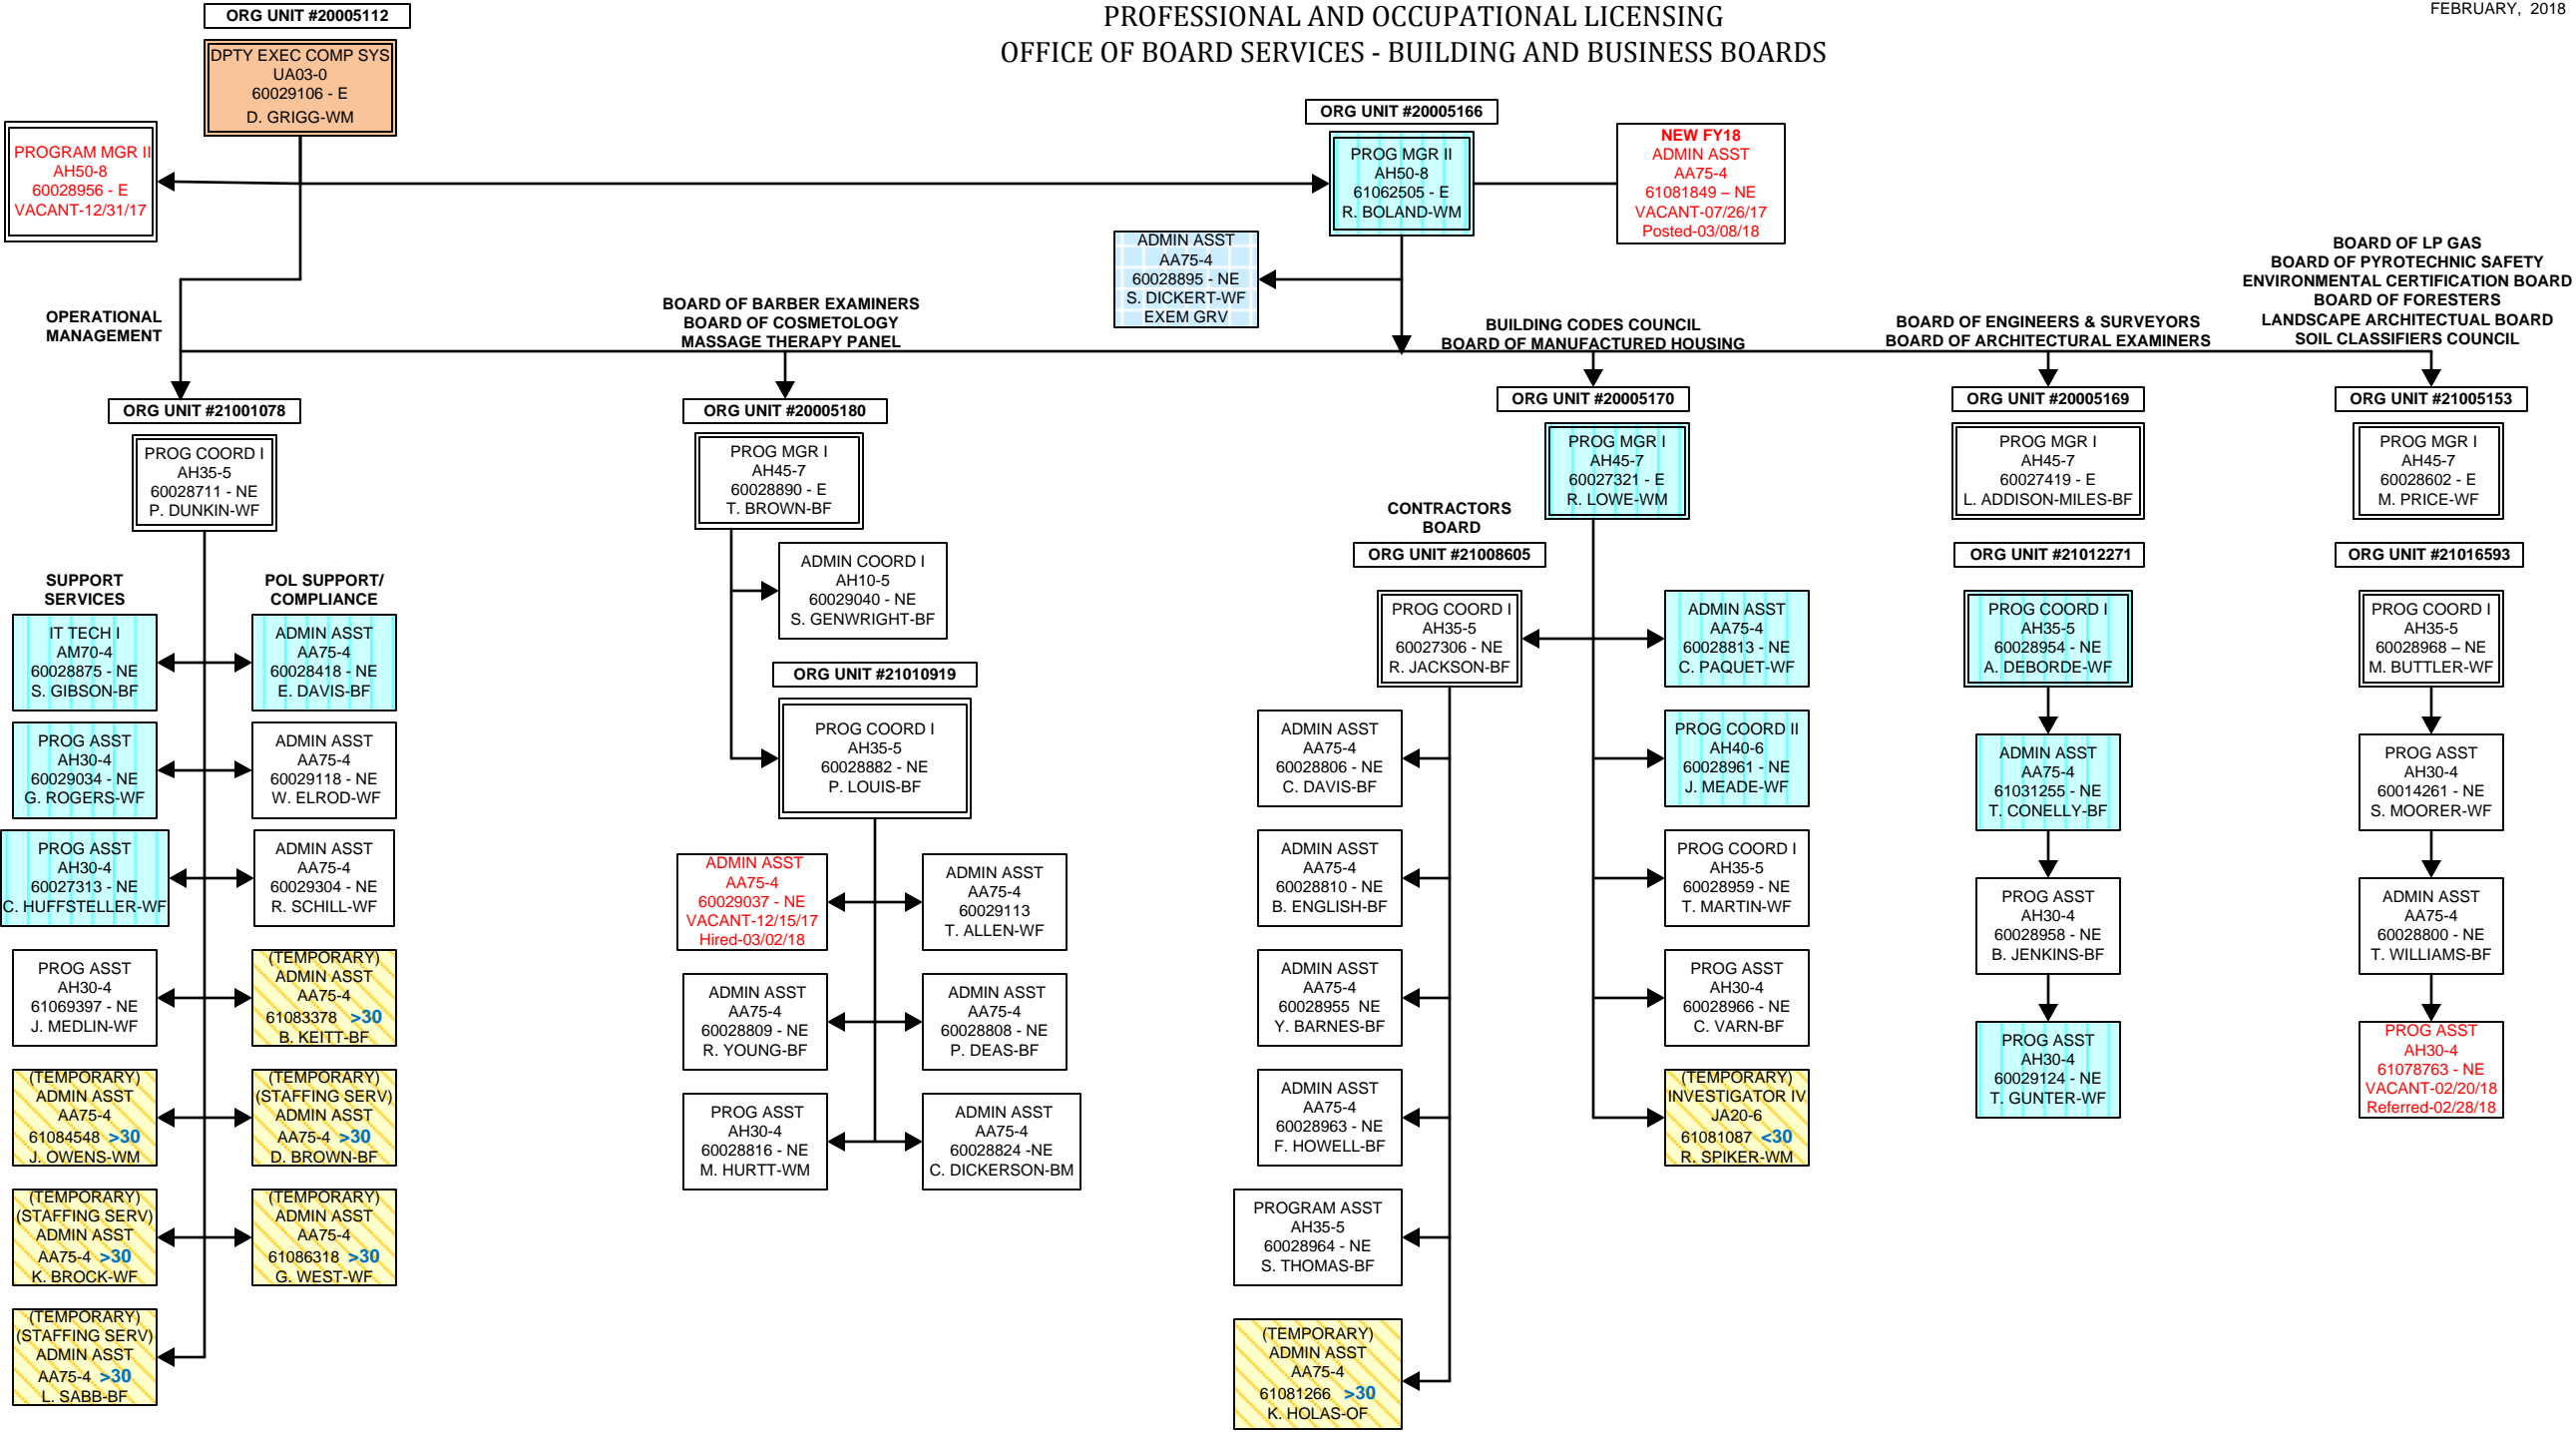 PROFESSIONAL AND OCCUPATIONAL LICENSING
OFFICE OF BOARD SERVICES - BUILDING AND BUSINESS BOARDS
FEBRUARY, 2018
ORG UNIT #20005112
DPTY EXEC COMP SYS
UA03-0
60029106 - E
D. GRIGG-WM
PROGRAM MGR II
AH50-8
60028956 - E
VACANT-12/31/17
ORG UNIT #20005166
PROG MGR II
AH50-8
61062505 - E
R. BOLAND-WM
NEW FY18
ADMIN ASST
AA75-4
61081849 – NE
VACANT-07/26/17
Posted-03/08/18
ADMIN ASST
AA75-4
60028895 - NE
S. DICKERT-WF
EXEM GRV
OPERATIONAL
MANAGEMENT
ORG UNIT #21001078
PROG COORD I
AH35-5
60028711 - NE
P. DUNKIN-WF
SUPPORT
SERVICES
IT TECH I
AM70-4
60028875 - NE
S. GIBSON-BF
PROG ASST
AH30-4
60029034 - NE
G. ROGERS-WF
PROG ASST
AH30-4
60027313 - NE
C. HUFFSTELLER-WF
PROG ASST
AH30-4
61069397 - NE
J. MEDLIN-WF
(TEMPORARY)
ADMIN ASST
AA75-4
61084548 >30
J. OWENS-WM
(TEMPORARY)
(STAFFING SERV)
ADMIN ASST
AA75-4 >30
K. BROCK-WF
(TEMPORARY)
(STAFFING SERV)
ADMIN ASST
AA75-4 >30
L. SABB-BF
POL SUPPORT/
COMPLIANCE
ADMIN ASST
AA75-4
60028418 - NE
E. DAVIS-BF
ADMIN ASST
AA75-4
60029118 - NE
W. ELROD-WF
ADMIN ASST
AA75-4
60029304 - NE
R. SCHILL-WF
(TEMPORARY)
ADMIN ASST
AA75-4
61083378 >30
B. KEITT-BF
(TEMPORARY)
(STAFFING SERV)
ADMIN ASST
AA75-4 >30
D. BROWN-BF
(TEMPORARY)
ADMIN ASST
AA75-4
61086318 >30
G. WEST-WF
BOARD OF BARBER EXAMINERS
BOARD OF COSMETOLOGY
MASSAGE THERAPY PANEL
ORG UNIT #20005180
PROG MGR I
AH45-7
60028890 - E
T. BROWN-BF
ADMIN COORD I
AH10-5
60029040 - NE
S. GENWRIGHT-BF
ORG UNIT #21010919
PROG COORD I
AH35-5
60028882 - NE
P. LOUIS-BF
ADMIN ASST
AA75-4
60029037 - NE
VACANT-12/15/17
Hired-03/02/18
ADMIN ASST
AA75-4
60029113
T. ALLEN-WF
ADMIN ASST
AA75-4
60028809 - NE
R. YOUNG-BF
ADMIN ASST
AA75-4
60028808 - NE
P. DEAS-BF
PROG ASST
AH30-4
60028816 - NE
M. HURTT-WM
ADMIN ASST
AA75-4
60028824 -NE
C. DICKERSON-BM
BUILDING CODES COUNCIL
BOARD OF MANUFACTURED HOUSING
ORG UNIT #20005170
PROG MGR I
AH45-7
60027321 - E
R. LOWE-WM
CONTRACTORS
BOARD
ORG UNIT #21008605
PROG COORD I
AH35-5
60027306 - NE
R. JACKSON-BF
ADMIN ASST
AA75-4
60028806 - NE
C. DAVIS-BF
ADMIN ASST
AA75-4
60028810 - NE
B. ENGLISH-BF
ADMIN ASST
AA75-4
60028955 NE
Y. BARNES-BF
ADMIN ASST
AA75-4
60028963 - NE
F. HOWELL-BF
PROGRAM ASST
AH35-5
60028964 - NE
S. THOMAS-BF
(TEMPORARY)
ADMIN ASST
AA75-4
61081266 >30
K. HOLAS-OF
ADMIN ASST
AA75-4
60028813 - NE
C. PAQUET-WF
PROG COORD II
AH40-6
60028961 - NE
J. MEADE-WF
PROG COORD I
AH35-5
60028959 - NE
T. MARTIN-WF
PROG ASST
AH30-4
60028966 - NE
C. VARN-BF
(TEMPORARY)
INVESTIGATOR IV
JA20-6
61081087 <30
R. SPIKER-WM
BOARD OF ENGINEERS & SURVEYORS
BOARD OF ARCHITECTURAL EXAMINERS
ORG UNIT #20005169
PROG MGR I
AH45-7
60027419 - E
L. ADDISON-MILES-BF
ORG UNIT #21012271
PROG COORD I
AH35-5
60028954 - NE
A. DEBORDE-WF
ADMIN ASST
AA75-4
61031255 - NE
T. CONELLY-BF
PROG ASST
AH30-4
60028958 - NE
B. JENKINS-BF
PROG ASST
AH30-4
60029124 - NE
T. GUNTER-WF
BOARD OF LP GAS
BOARD OF PYROTECHNIC SAFETY
ENVIRONMENTAL CERTIFICATION BOARD
BOARD OF FORESTERS
LANDSCAPE ARCHITECTUAL BOARD
SOIL CLASSIFIERS COUNCIL
ORG UNIT #21005153
PROG MGR I
AH45-7
60028602 - E
M. PRICE-WF
ORG UNIT #21016593
PROG COORD I
AH35-5
60028968 – NE
M. BUTTLER-WF
PROG ASST
AH30-4
60014261 - NE
S. MOORER-WF
ADMIN ASST
AA75-4
60028800 - NE
T. WILLIAMS-BF
PROG ASST
AH30-4
61078763 - NE
VACANT-02/20/18
Referred-02/28/18